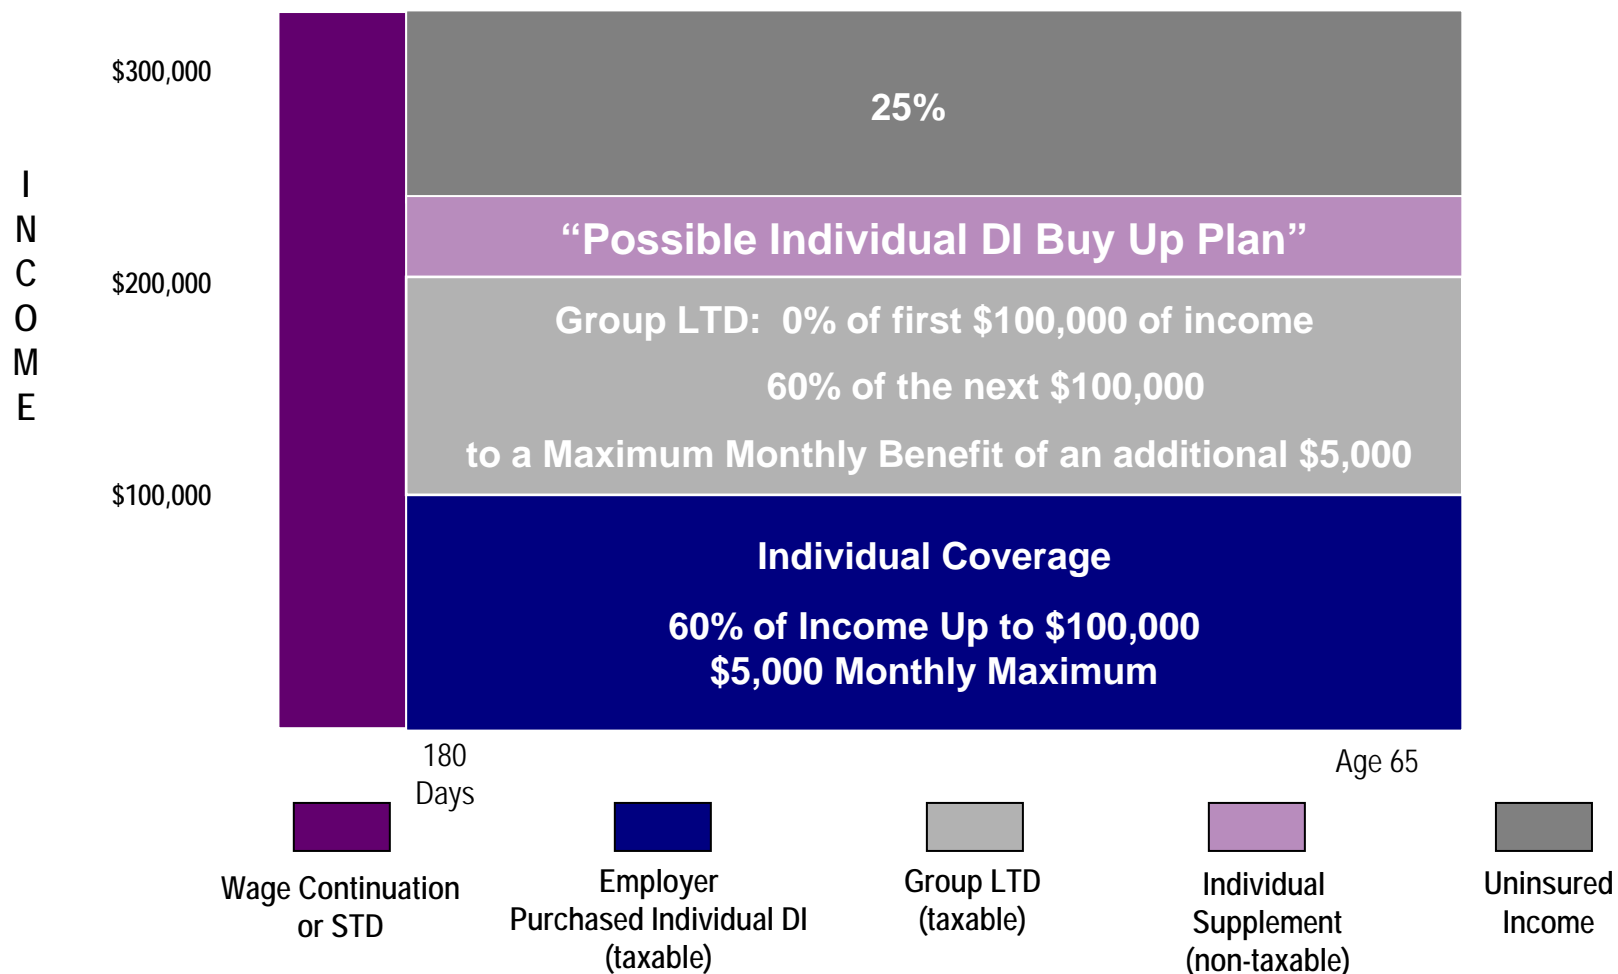 $300,000
$200,000
$100,000
I
N
C
O
M
E
25%
“Possible Individual DI Buy Up Plan”
Group LTD: 0% of first $100,000 of income
60% of the next $100,000
to a Maximum Monthly Benefit of an additional $5,000
Individual Coverage
60% of Income Up to $100,000
$5,000 Monthly Maximum
180
Days
Age 65
Wage Continuation
or STD
Employer
Purchased Individual DI
(taxable)
Group LTD
(taxable)
Individual
Supplement
(non-taxable)
Uninsured
Income